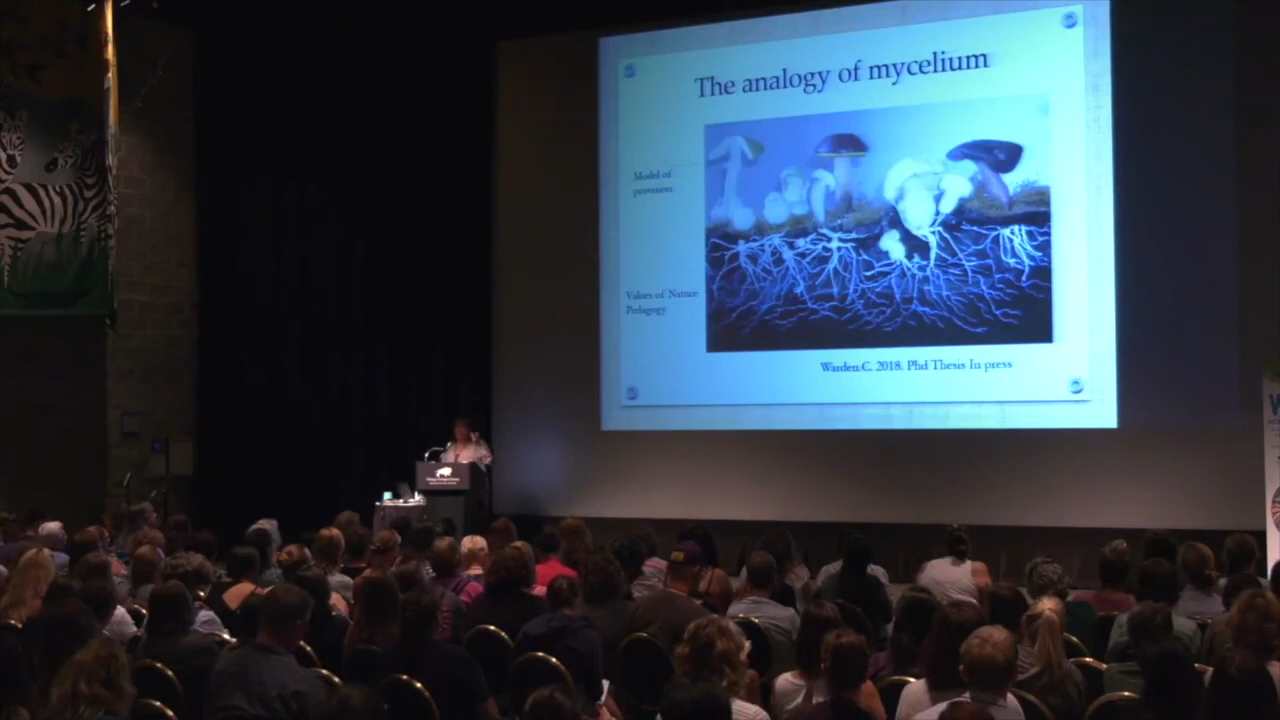 The analogy of mycelium
Model of
provision
Values of Nature
Pedagogy
Warden.C. 2018. Phd Thesis In press